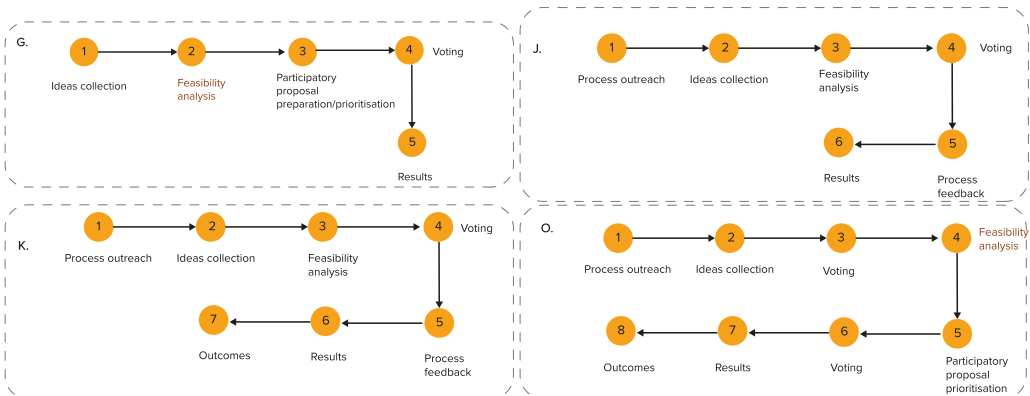 G.
1
2
3
4
Voting
Ideas collection
Feasibility
analysis
Participatory
proposal
preparation/prioritisation
5
Results
J.
1
2
3
4
Voting
Process outreach
Ideas collection
Feasibility
analysis
6
5
Results
Process
feedback
K.
1
2
3
4
Voting
Process outreach
Ideas collection
Feasibility
analysis
7
6
5
Outcomes
Results
Process
feedback
O.
1
2
3
4
Feasibility
analysis
Process outreach
Ideas collection
Voting
8
7
6
5
Outcomes
Results
Voting
Participatory
proposal
prioritisation